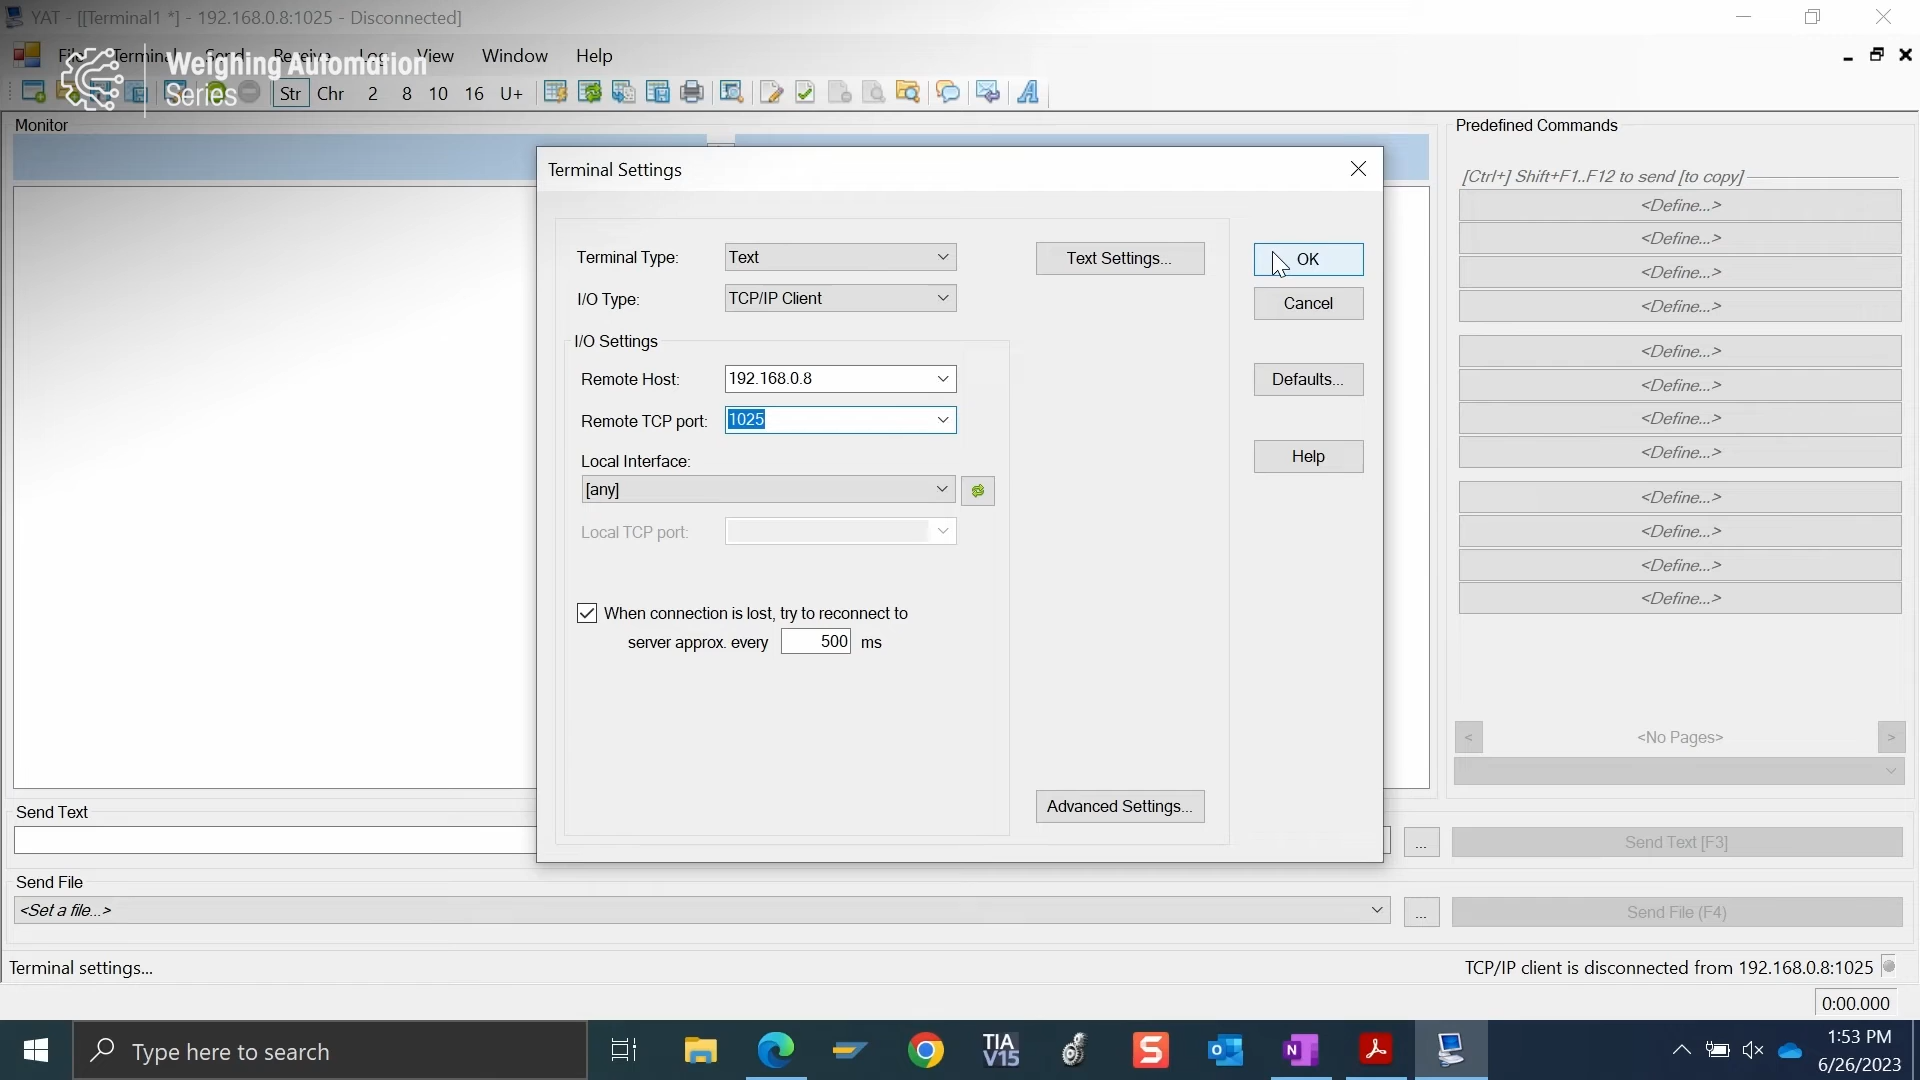 YAT - [[Terminal1 *] - 192.168.0.8:1025 - Disconnected]
File Terminal Send Receive Log View Window Help
Weighing Automation
Series
Str Chr 2 8 10 16 U+
Monitor
Predefined Commands
[Ctrl+] Shift+F1..F12 to send [to copy]
<Define...>
<Define...>
<Define...>
<Define...>
<Define...>
<Define...>
<Define...>
<Define...>
<Define...>
<Define...>
<Define...>
<Define...>
< <No Pages> >
Terminal Settings
Terminal Type: Text
Text Settings...
OK
I/O Type: TCP/IP Client
Cancel
I/O Settings
Remote Host: 192.168.0.8
Defaults...
Remote TCP port: 1025
Help
Local Interface:
[any]
Local TCP port:
When connection is lost, try to reconnect to
server approx. every 500 ms
Advanced Settings...
Send Text
... Send Text [F3]
Send File
<Set a file...> ... Send File (F4)
Terminal settings...
TCP/IP client is disconnected from 192.168.0.8:1025
0:00.000
Type here to search
TIA
V15
S
N
1:53 PM
6/26/2023